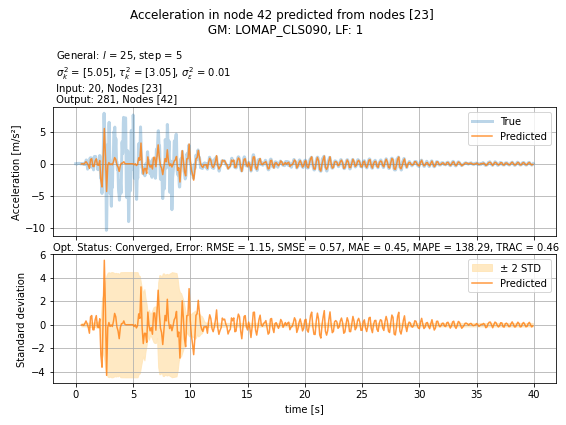 Acceleration in node 42 predicted from nodes [23]
GM: LOMAP_CLS090, LF: 1
General: l = 25, step = 5
σ²ₖ = [5.05], τ²ₖ = [3.05], σ²ε = 0.01
Input: 20, Nodes [23]
Output: 281, Nodes [42]
True
Predicted
Acceleration [m/s²]
5
0
−5
−10
Opt. Status: Converged, Error: RMSE = 1.15, SMSE = 0.57, MAE = 0.45, MAPE = 138.29, TRAC = 0.46
± 2 STD
Predicted
Standard deviation
6
4
2
0
−2
−4
0 5 10 15 20 25 30 35 40
time [s]